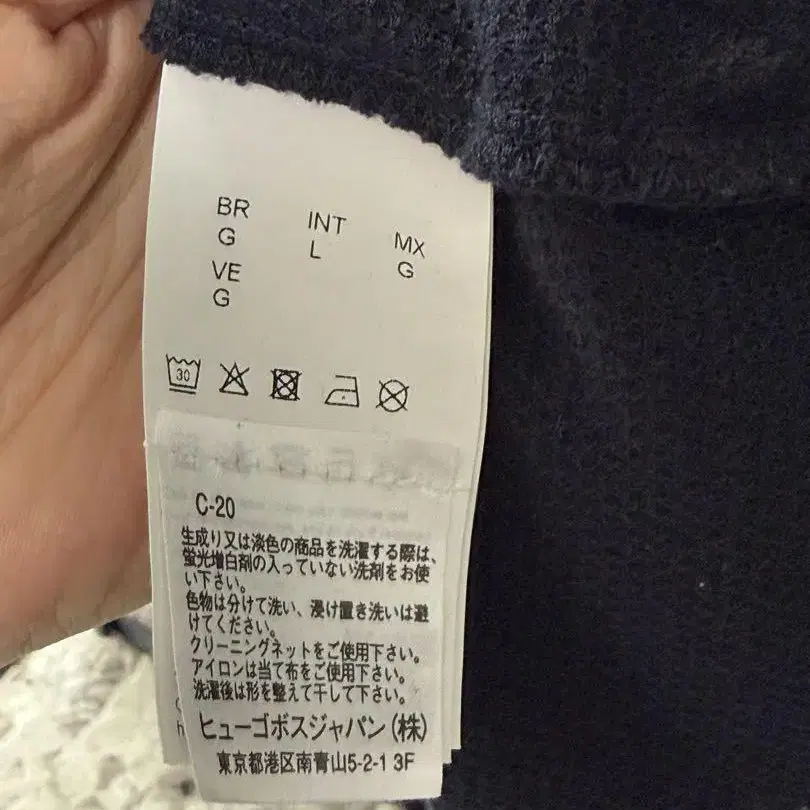 BR
G
INT
L
MX
G
VE
G
30
C-20
生成り又は淡色の商品を洗濯する際は、
蛍光増白剤の入っていない洗剤をお使
い下さい。
色物は分けて洗い、浸け置き洗いは避
けてください。
クリーニングネットをご使用下さい。
アイロンは当て布をご使用下さい。
洗濯後は形を整えて干して下さい。
ヒューゴボスジャパン(株)
東京都港区南青山5-2-1 3F